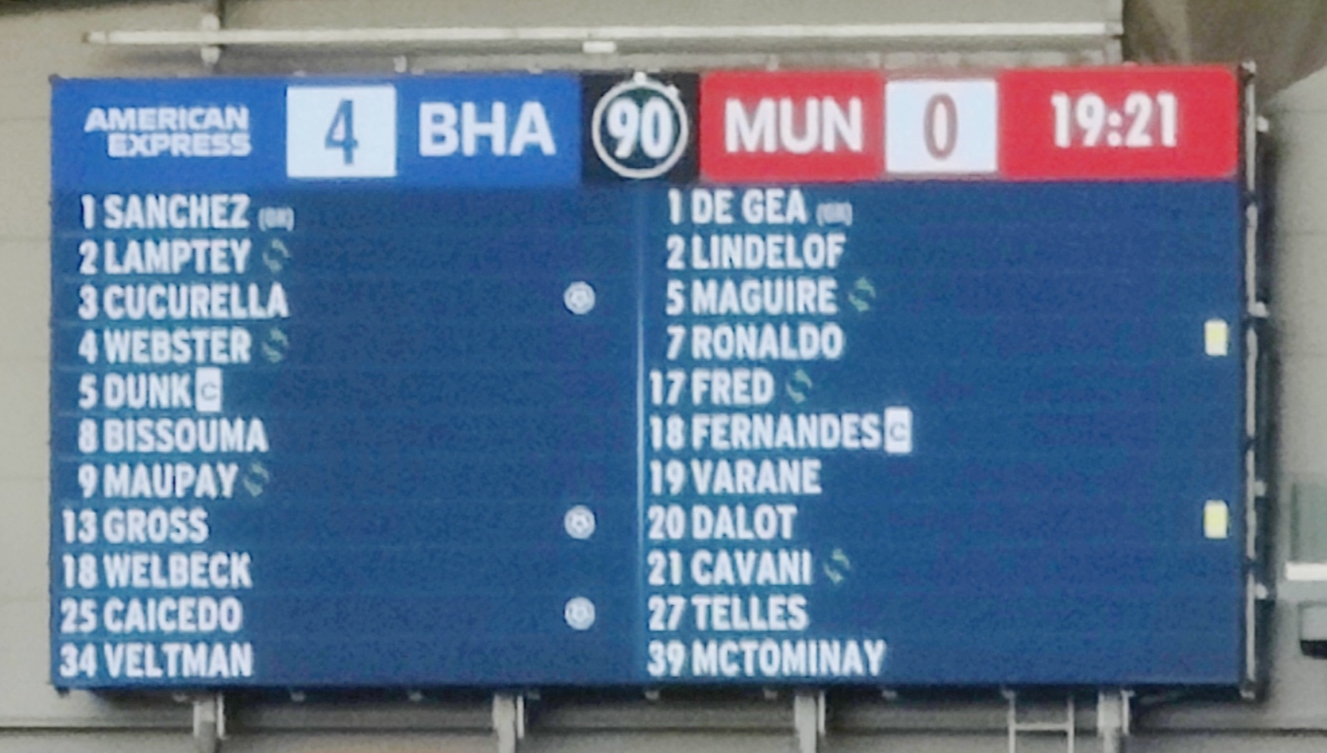 AMERICAN EXPRESS 4 BHA 90 MUN 0 19:21
1 SANCHEZ (GK)
2 LAMPTEY
3 CUCURELLA
4 WEBSTER
5 DUNK C
8 BISSOUMA
9 MAUPAY
13 GROSS
18 WELBECK
25 CAICEDO
34 VELTMAN
1 DE GEA (GK)
2 LINDELOF
5 MAGUIRE
7 RONALDO
17 FRED
18 FERNANDES C
19 VARANE
20 DALOT
21 CAVANI
27 TELLES
39 MCTOMINAY